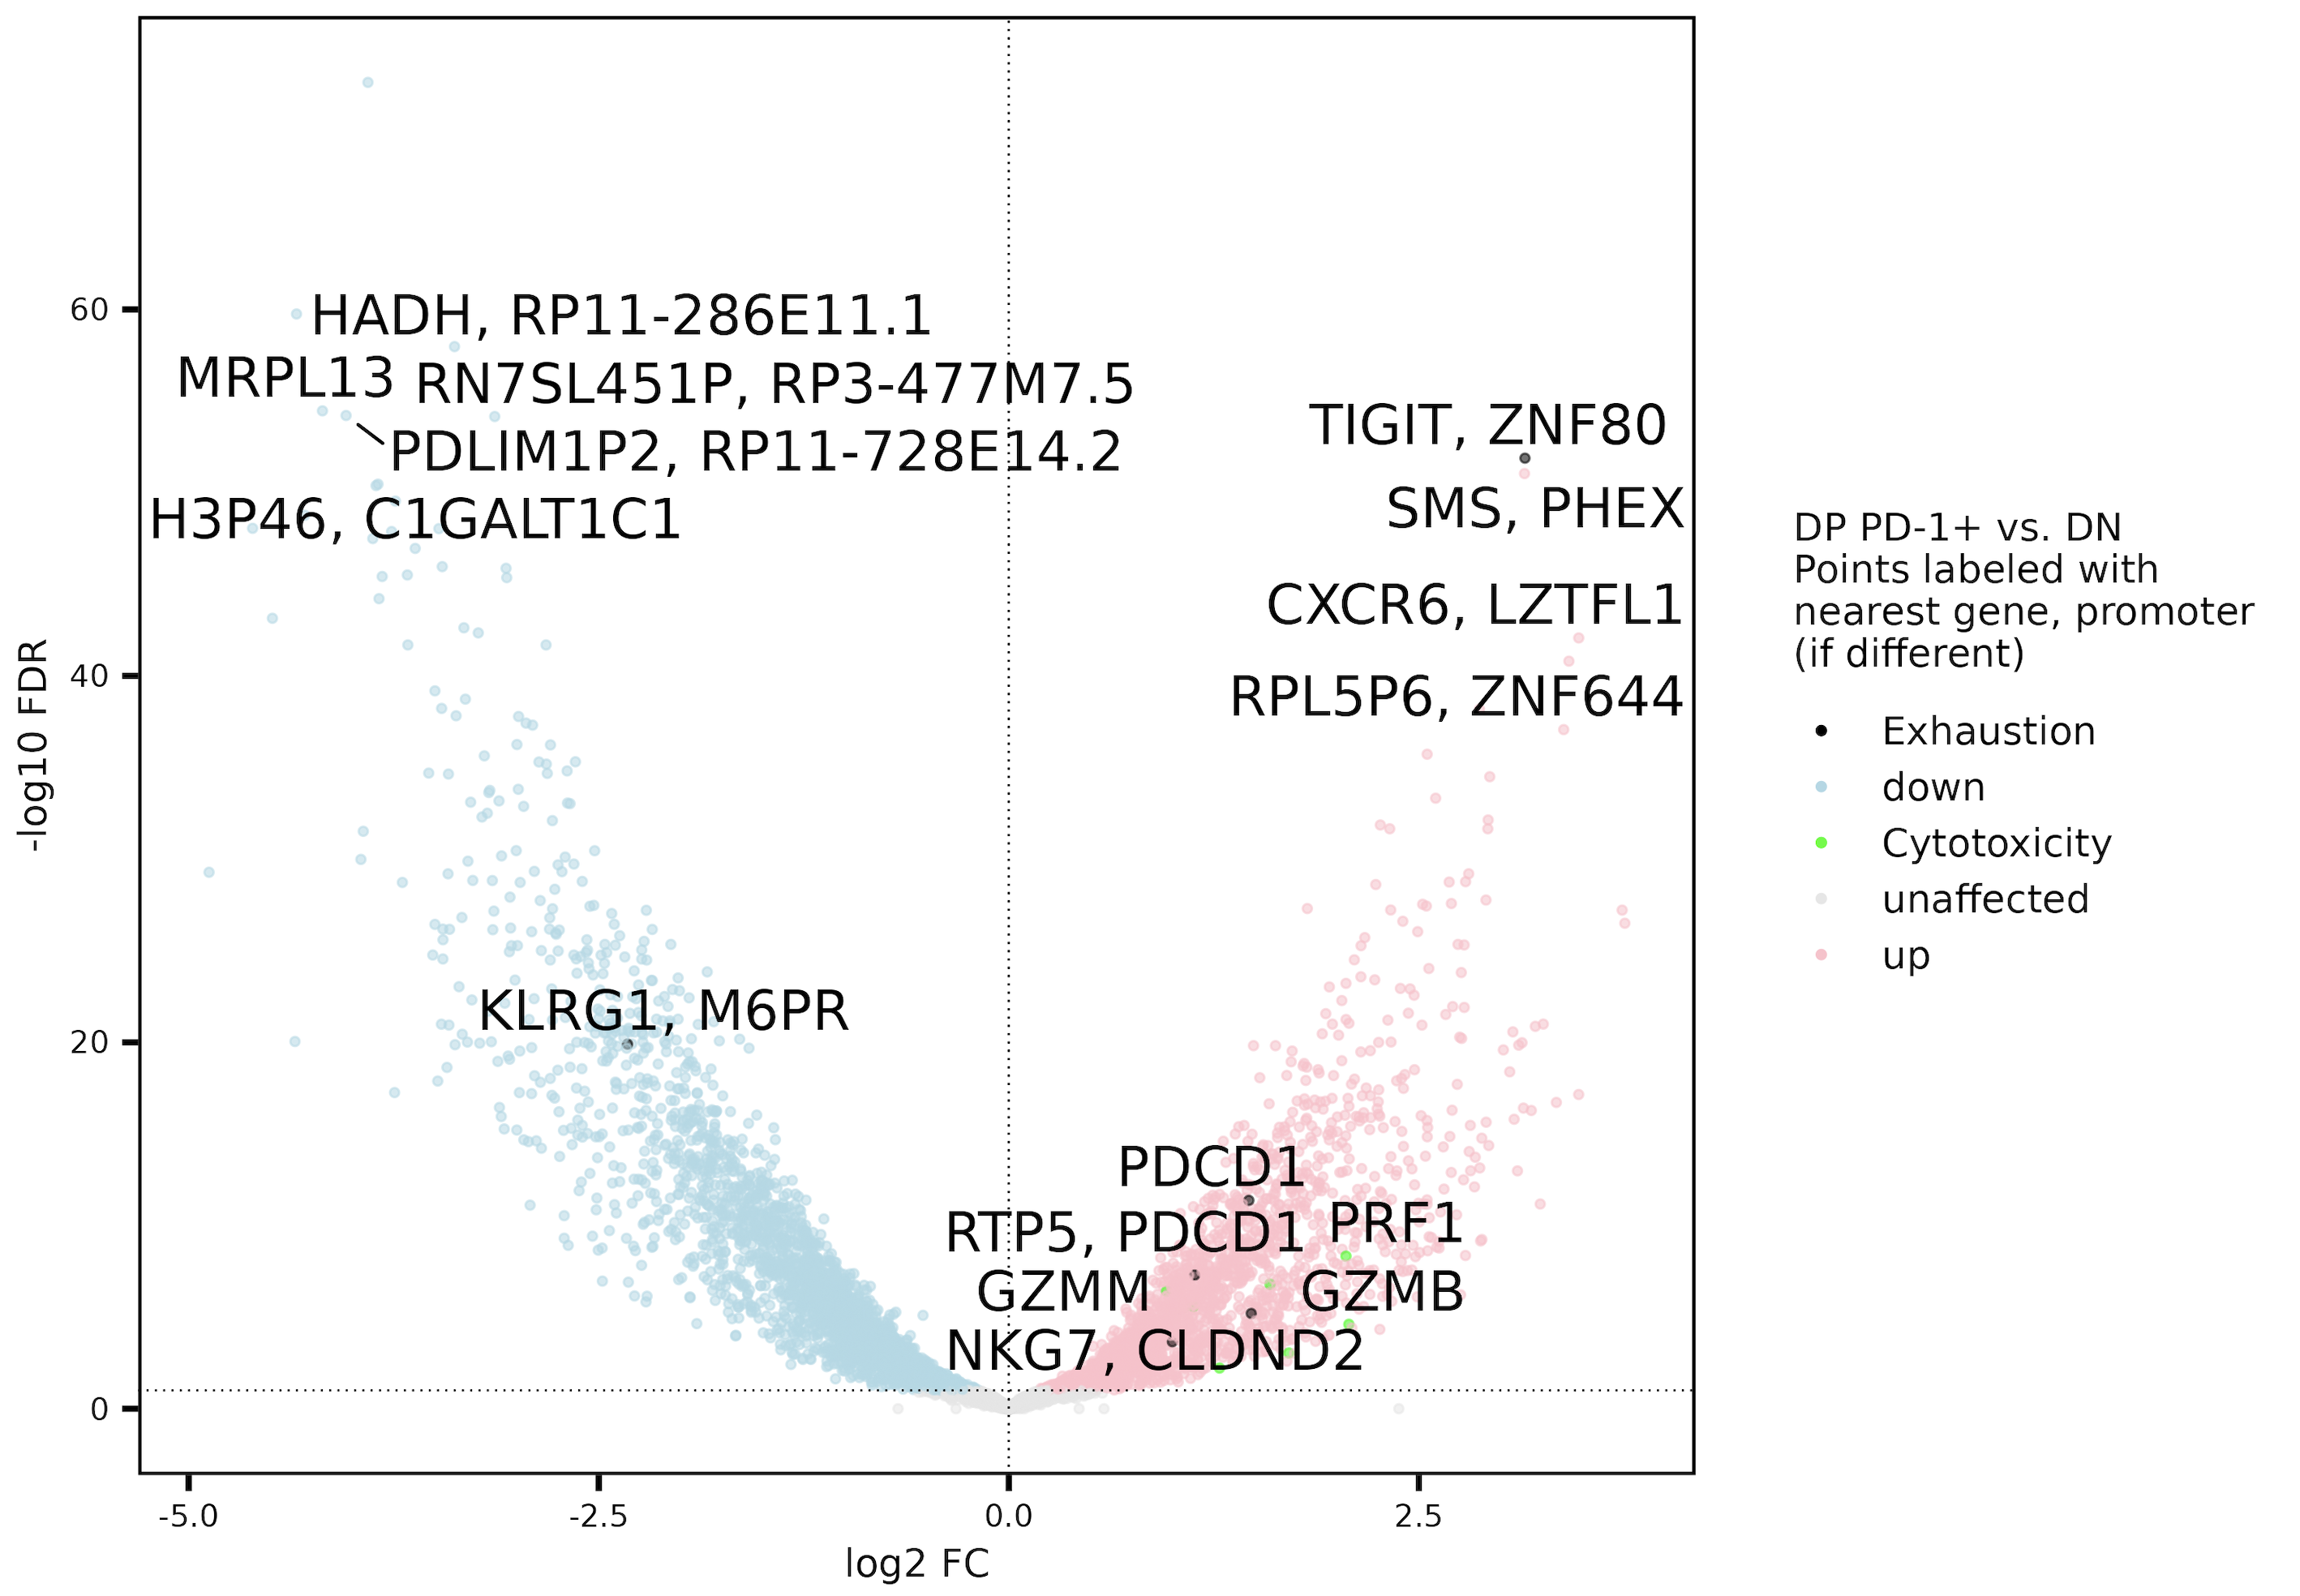 60
40
20
0
-log10 FDR
-5.0
-2.5
0.0
2.5
log2 FC
HADH, RP11-286E11.1
MRPL13
RN7SL451P, RP3-477M7.5
PDLIM1P2, RP11-728E14.2
H3P46, C1GALT1C1
TIGIT, ZNF80
SMS, PHEX
CXCR6, LZTFL1
RPL5P6, ZNF644
KLRG1, M6PR
PDCD1
RTP5, PDCD1
PRF1
GZMM
GZMB
NKG7, CLDND2
DP PD-1+ vs. DN
Points labeled with
nearest gene, promoter
(if different)
Exhaustion
down
Cytotoxicity
unaffected
up